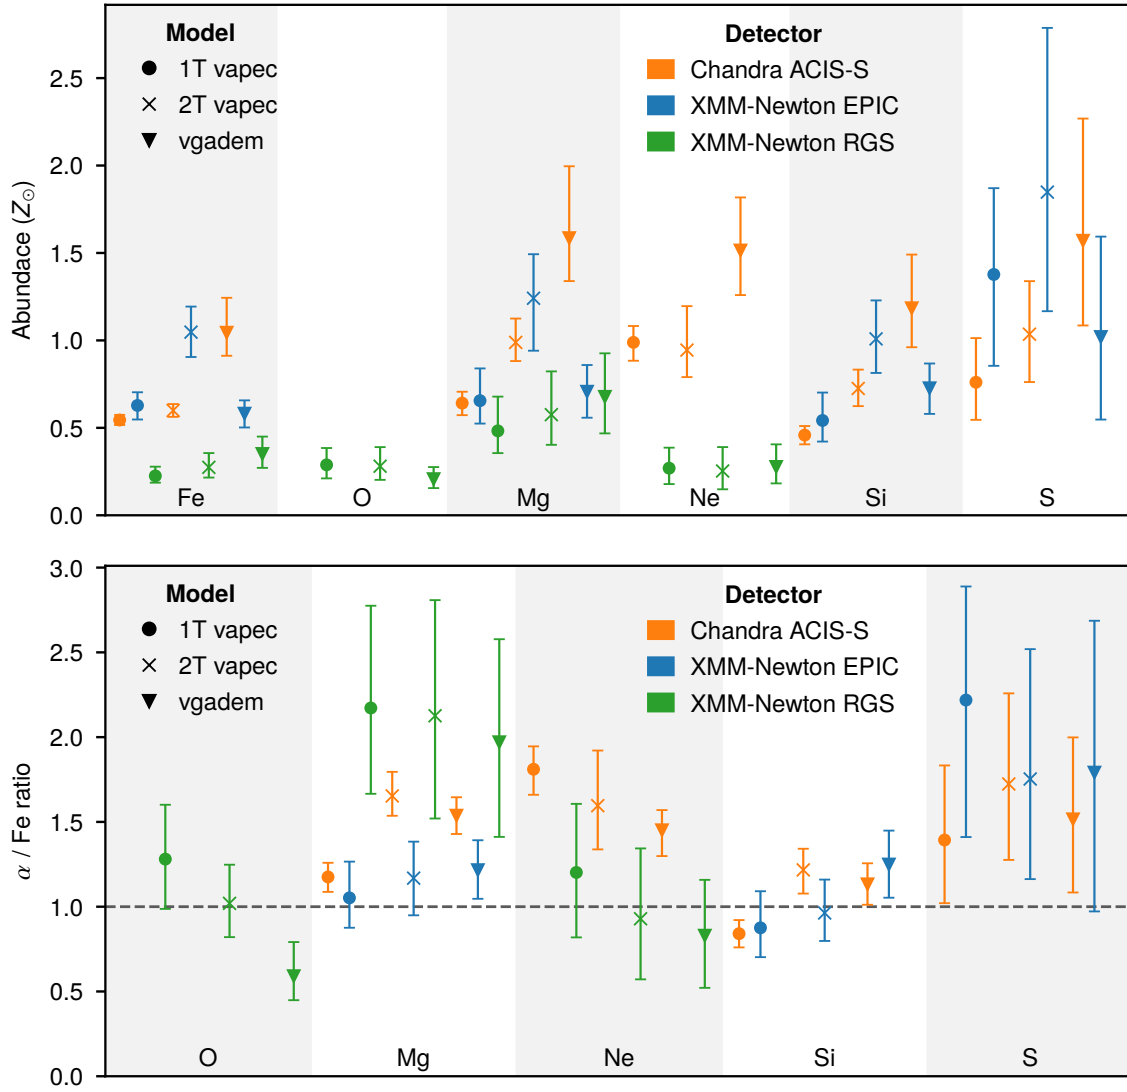 Model
1T vapec
2T vapec
vgadem
Detector
Chandra ACIS-S
XMM-Newton EPIC
XMM-Newton RGS
Abundace (Z☉)
2.5
2.0
1.5
1.0
0.5
0.0
Fe O Mg Ne Si S
Model
1T vapec
2T vapec
vgadem
Detector
Chandra ACIS-S
XMM-Newton EPIC
XMM-Newton RGS
α / Fe ratio
3.0
2.5
2.0
1.5
1.0
0.5
0.0
O Mg Ne Si S